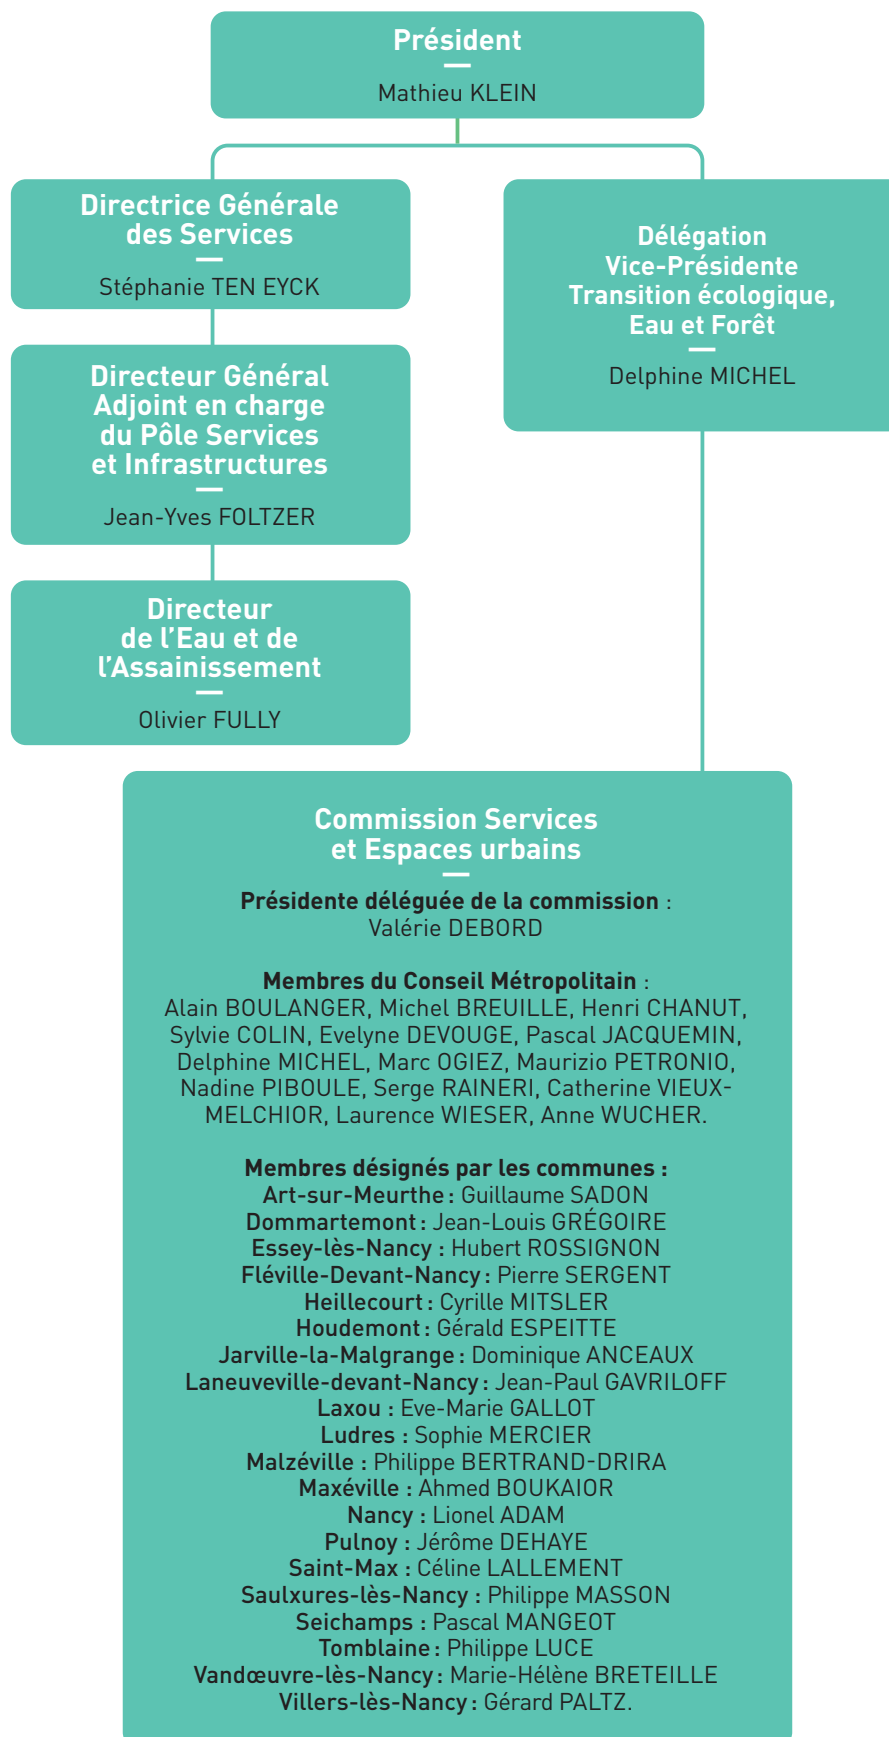 Président
Mathieu KLEIN
Directrice Générale
des Services
Stéphanie TEN EYCK
Délégation
Vice-Présidente
Transition écologique,
Eau et Forêt
Delphine MICHEL
Directeur Général
Adjoint en charge
du Pôle Services
et Infrastructures
Jean-Yves FOLTZER
Directeur
de l’Eau et de
l’Assainissement
Olivier FULLY
Commission Services
et Espaces urbains
Présidente déléguée de la commission :
Valérie DEBORD
Membres du Conseil Métropolitain :
Alain BOULANGER, Michel BREUILLE, Henri CHANUT,
Sylvie COLIN, Evelyne DEVOUGE, Pascal JACQUEMIN,
Delphine MICHEL, Marc OGIEZ, Maurizio PETRONIO,
Nadine PIBOULE, Serge RAINERI, Catherine VIEUX-
MELCHIOR, Laurence WIESER, Anne WUCHER.
Membres désignés par les communes :
Art-sur-Meurthe : Guillaume SADON
Dommartemont : Jean-Louis GRÉGOIRE
Essey-lès-Nancy : Hubert ROSSIGNON
Fléville-Devant-Nancy : Pierre SERGENT
Heillecourt : Cyrille MITSLER
Houdemont : Gérald ESPEITTE
Jarville-la-Malgrange : Dominique ANCEAUX
Laneuveville-devant-Nancy : Jean-Paul GAVRILOFF
Laxou : Eve-Marie GALLOT
Ludres : Sophie MERCIER
Malzéville : Philippe BERTRAND-DRIRA
Maxéville : Ahmed BOUKAIOR
Nancy : Lionel ADAM
Pulnoy : Jérôme DEHAYE
Saint-Max : Céline LALLEMENT
Saulxures-lès-Nancy : Philippe MASSON
Seichamps : Pascal MANGEOT
Tomblaine : Philippe LUCE
Vandœuvre-lès-Nancy : Marie-Hélène BRETEILLE
Villers-lès-Nancy : Gérard PALTZ.